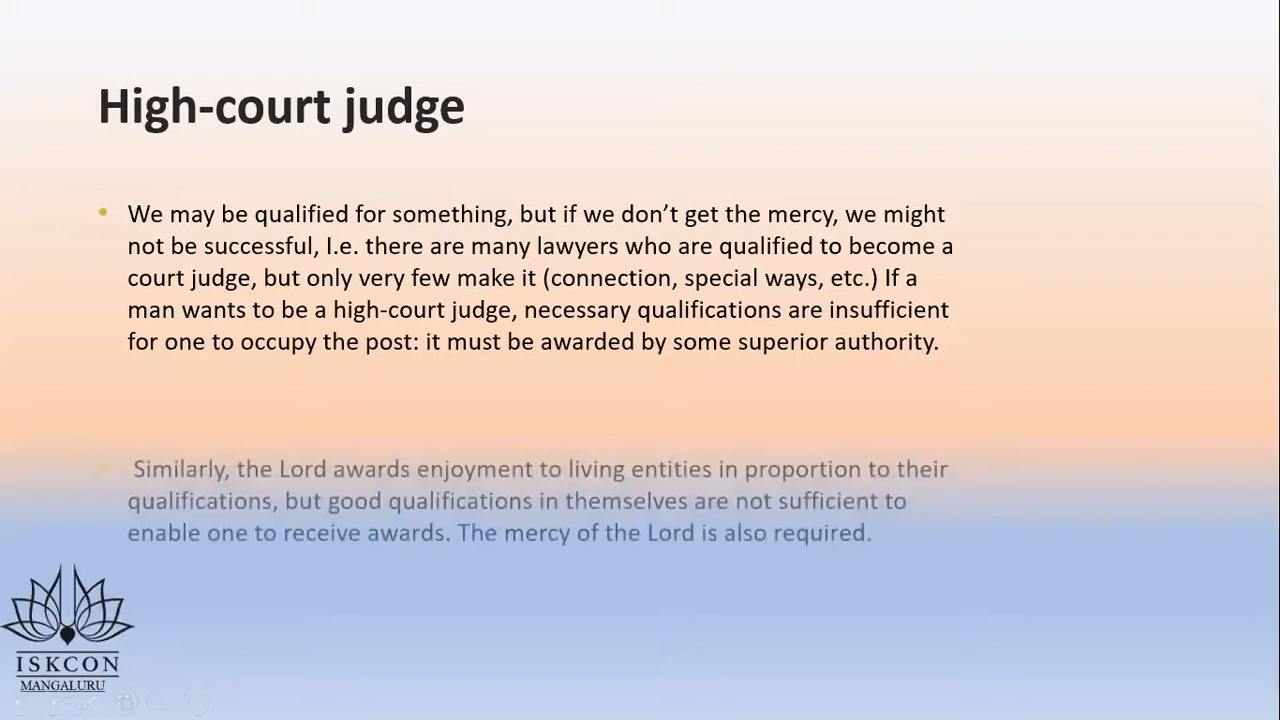 High-court judge
• We may be qualified for something, but if we don’t get the mercy, we might
not be successful, I.e. there are many lawyers who are qualified to become a
court judge, but only very few make it (connection, special ways, etc.) If a
man wants to be a high-court judge, necessary qualifications are insufficient
for one to occupy the post: it must be awarded by some superior authority.
• Similarly, the Lord awards enjoyment to living entities in proportion to their
qualifications, but good qualifications in themselves are not sufficient to
enable one to receive awards. The mercy of the Lord is also required.
ISKCON
MANGALURU